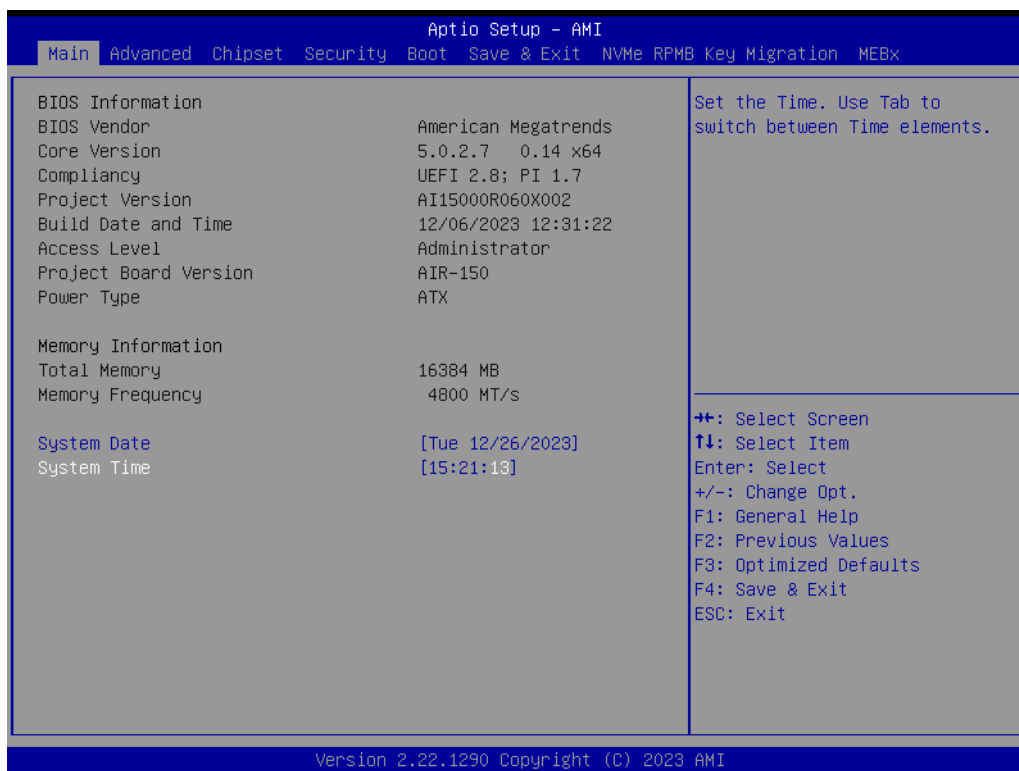 Aptio Setup – AMI
Main Advanced Chipset Security Boot Save & Exit NVMe RPMB Key Migration MEBx
BIOS Information
BIOS Vendor American Megatrends
Core Version 5.0.2.7 0.14 x64
Compliancy UEFI 2.8; PI 1.7
Project Version AI15000R060X002
Build Date and Time 12/06/2023 12:31:22
Access Level Administrator
Project Board Version AIR-150
Power Type ATX
Memory Information
Total Memory 16384 MB
Memory Frequency 4800 MT/s
System Date [Tue 12/26/2023]
System Time [15:21:13]
Set the Time. Use Tab to
switch between Time elements.
→←: Select Screen
↑↓: Select Item
Enter: Select
+/-: Change Opt.
F1: General Help
F2: Previous Values
F3: Optimized Defaults
F4: Save & Exit
ESC: Exit
Version 2.22.1290 Copyright (C) 2023 AMI